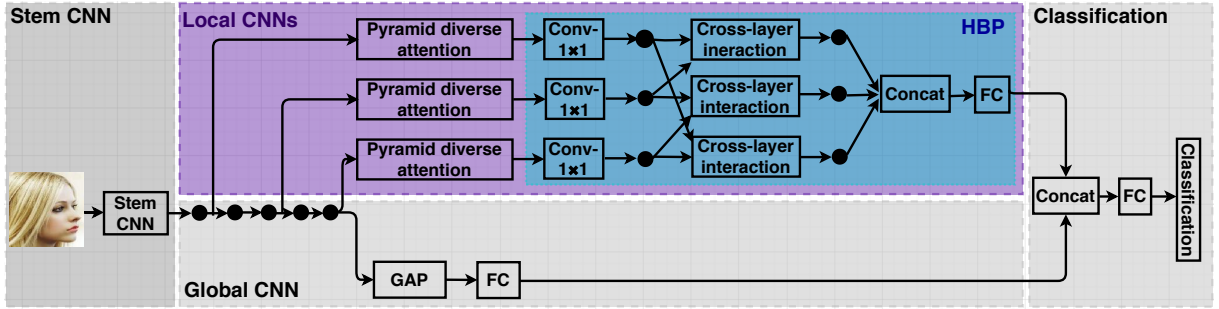 Stem CNN
Local CNNs
HBP
Classification
Pyramid diverse
attention
Conv-
1×1
Cross-layer
ineraction
Pyramid diverse
attention
Conv-
1×1
Cross-layer
interaction
Concat
FC
Pyramid diverse
attention
Conv-
1×1
Cross-layer
interaction
Stem
CNN
Concat
FC
Classification
GAP
FC
Global CNN